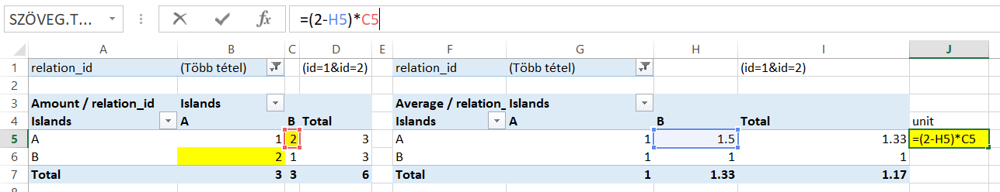 SZÖVEG.T... =(2-H5)*C5
A B C D E F G H I J
1 relation_id (Több tétel) (id=1&id=2) relation_id (Több tétel) (id=1&id=2)
2
3 Amount / relation_id Islands Average / relation_ Islands
4 Islands A B Total Islands A B Total unit
5 A 1 2 3 A 1 1.5 1.33 =(2-H5)*C5
6 B 2 1 3 B 1 1 1
7 Total 3 3 6 Total 1 1.33 1.17